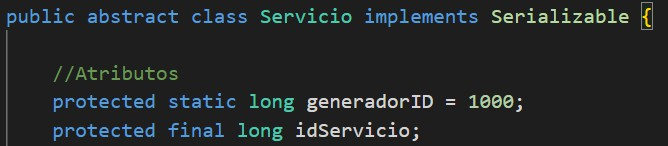 public abstract class Servicio implements Serializable {
//Atributos
protected static long generadorID = 1000;
protected final long idServicio;